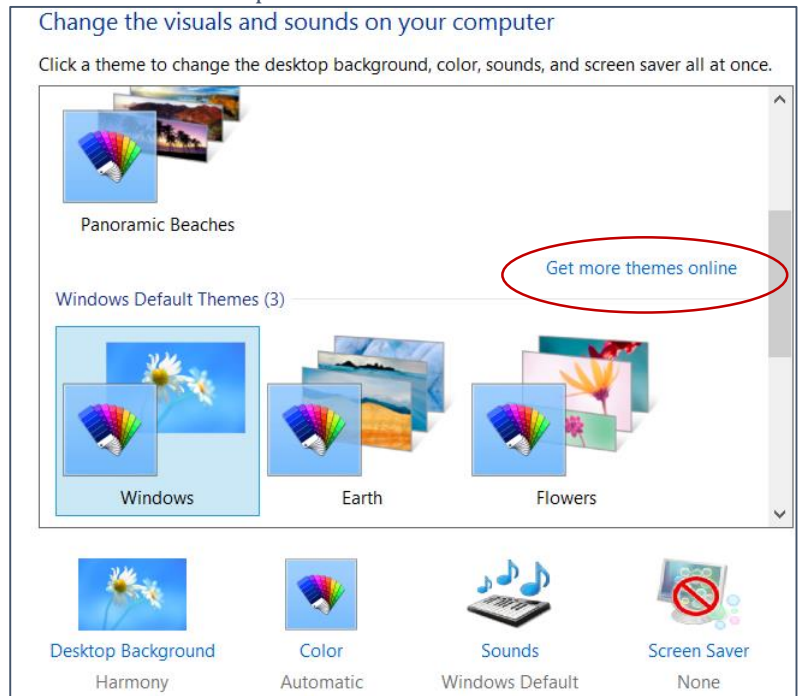 Change the visuals and sounds on your computer
Click a theme to change the desktop background, color, sounds, and screen saver all at once.
Panoramic Beaches
Get more themes online
Windows Default Themes (3)
Windows Earth Flowers
Desktop Background Color Sounds Screen Saver
Harmony Automatic Windows Default None